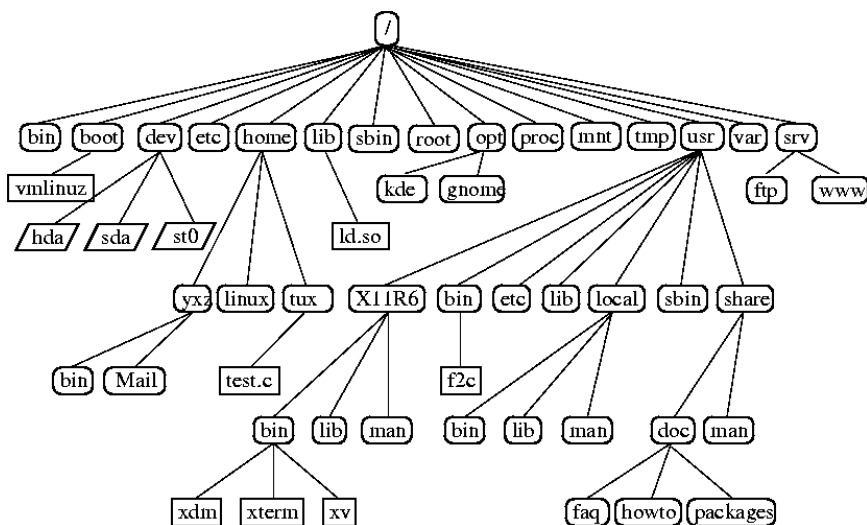 /
bin boot dev etc home lib sbin root opt proc mnt tmp usr var srv
vmlinuz kde gnome ftp www
hda sda st0 ld.so
yxz linux tux X11R6 bin etc lib local sbin share
bin Mail test.c f2c
bin lib man bin lib man doc man
xdm xterm xv faq howto packages